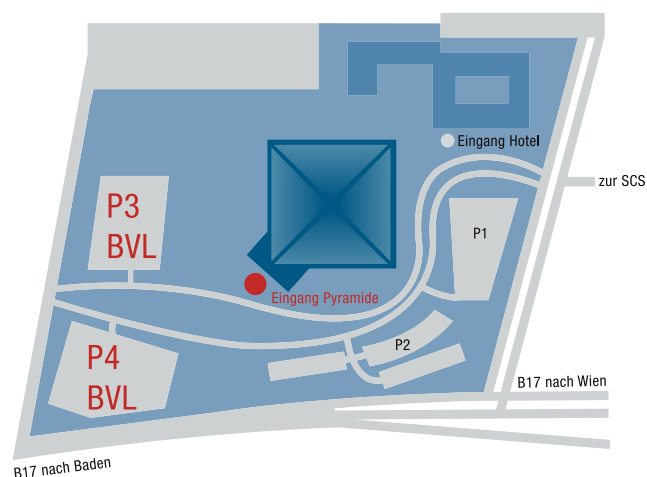 Eingang Hotel
zur SCS
P3
BVL
P1
Eingang Pyramide
P4
BVL
P2
B17 nach Wien
B17 nach Baden